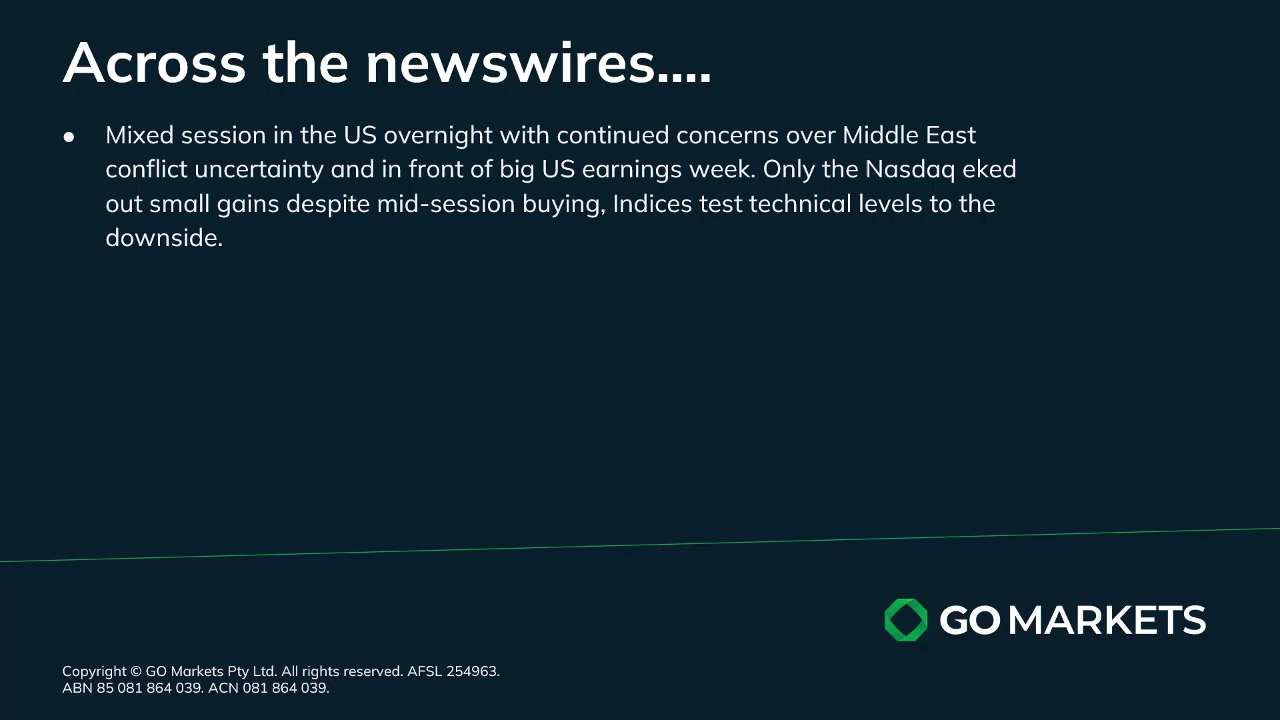 Across the newswires....
● Mixed session in the US overnight with continued concerns over Middle East
conflict uncertainty and in front of big US earnings week. Only the Nasdaq eked
out small gains despite mid-session buying, Indices test technical levels to the
downside.
GO MARKETS
Copyright © GO Markets Pty Ltd. All rights reserved. AFSL 254963.
ABN 85 081 864 039. ACN 081 864 039.